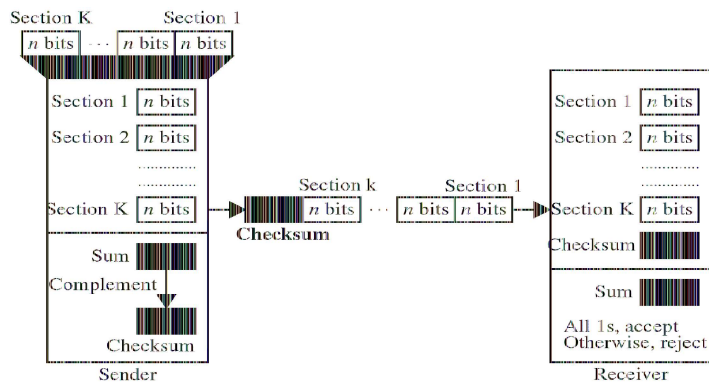 Section K Section 1
n bits ... n bits n bits
Section 1 n bits
Section 2 n bits
..............
..............
Section K n bits
Sum
Complement
Checksum
Sender
Section k Section 1
n bits ... n bits n bits
Checksum
Section 1 n bits
Section 2 n bits
..............
..............
Section K n bits
Checksum
Sum
All 1s, accept
Otherwise, reject
Receiver